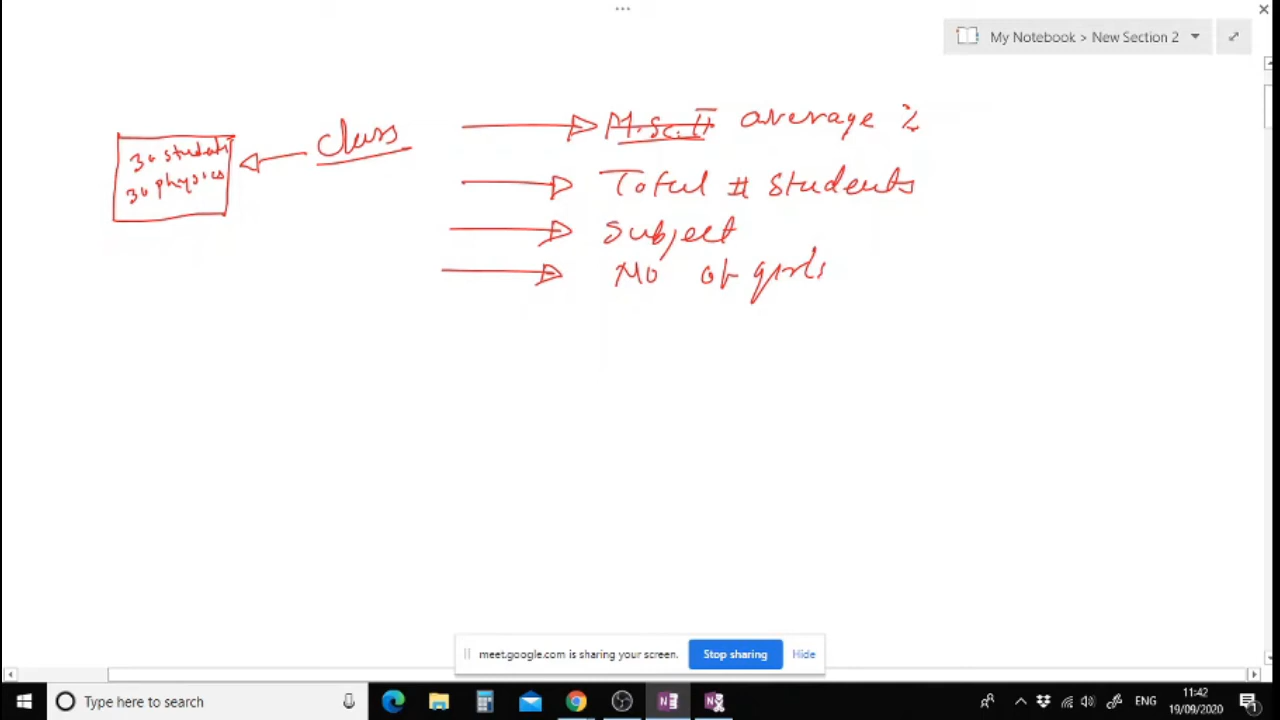 My Notebook > New Section 2
M.Sc.II average %
class
30 students
30 physics
Total # students
subject
No of girls
meet.google.com is sharing your screen.
Stop sharing
Hide
Type here to search
ENG
11:42
19/09/2020
1